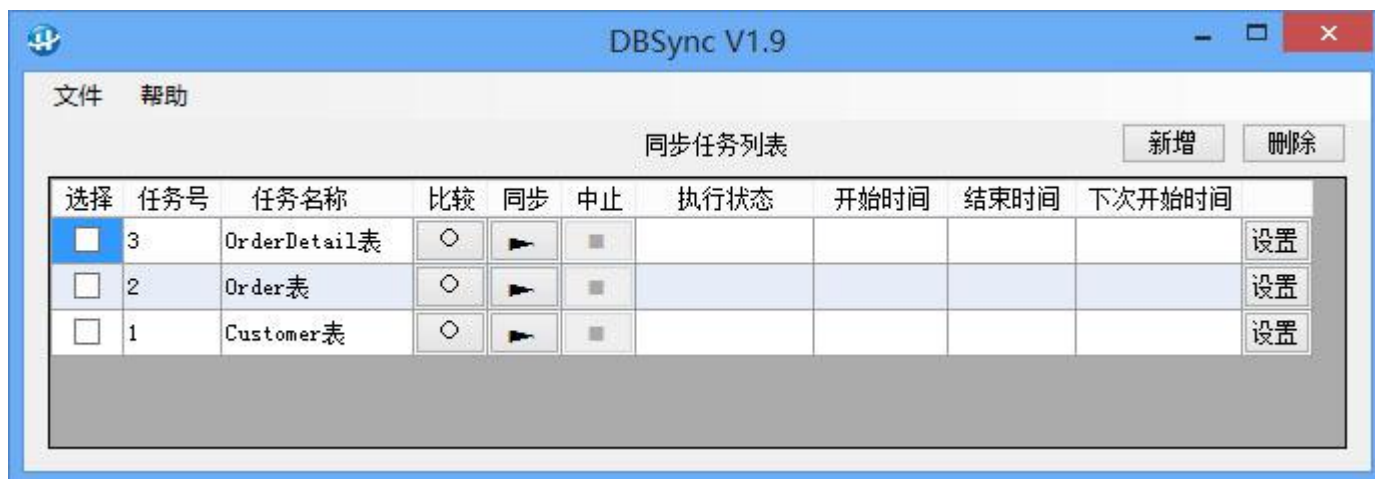 DBSync V1.9
文件 帮助
同步任务列表 新增 删除
选择 任务号 任务名称 比较 同步 中止 执行状态 开始时间 结束时间 下次开始时间
3 OrderDetail表 设置
2 Order表 设置
1 Customer表 设置